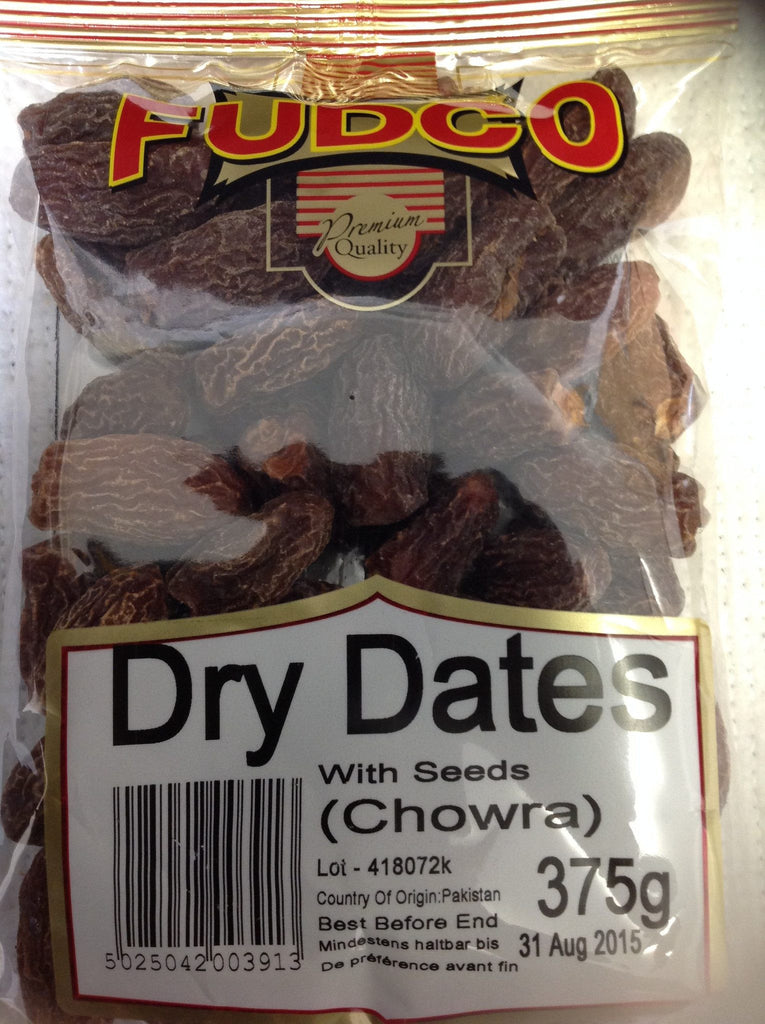 FUDCO
Premium
Quality
Dry Dates
With Seeds
(Chowra)
Lot - 418072k
Country Of Origin:Pakistan
375g
Best Before End
Mindestens haltbar bis 31 Aug 2015
De préférence avant fin
5025042003913